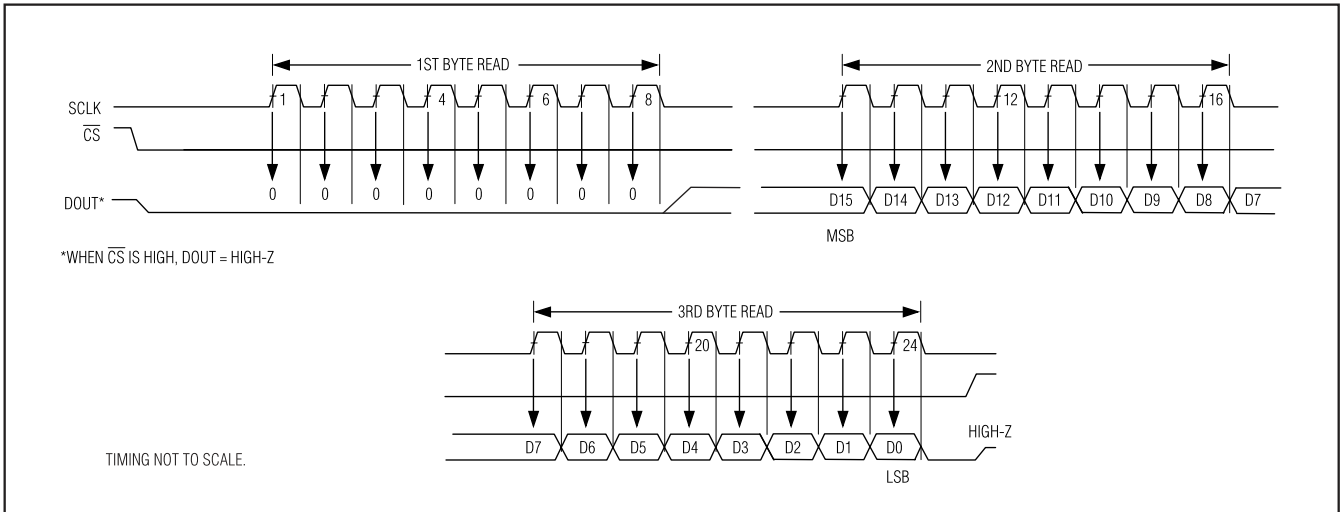 1ST BYTE READ
2ND BYTE READ
SCLK
1 4 6 8
12 16
CS
0 0 0 0 0 0 0 0
DOUT*
D15 D14 D13 D12 D11 D10 D9 D8 D7
MSB
*WHEN CS IS HIGH, DOUT = HIGH-Z
3RD BYTE READ
20 24
HIGH-Z
D7 D6 D5 D4 D3 D2 D1 D0
TIMING NOT TO SCALE.
LSB